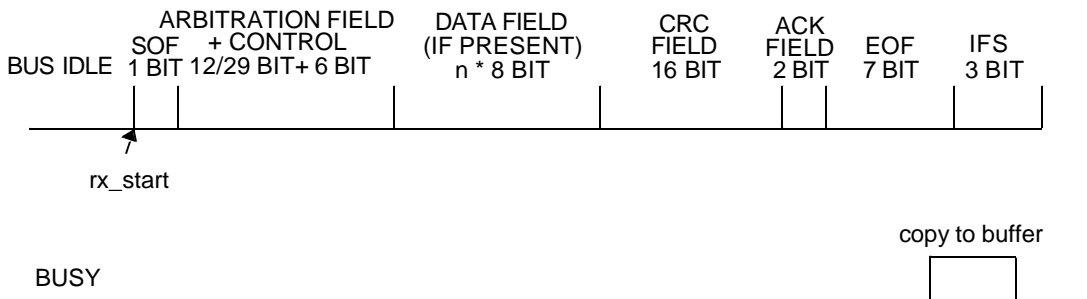 ARBITRATION FIELD
+ CONTROL
12/29 BIT+ 6 BIT
DATA FIELD
(IF PRESENT)
n * 8 BIT
CRC
FIELD
16 BIT
ACK
FIELD
2 BIT
SOF
1 BIT
EOF
7 BIT
IFS
3 BIT
BUS IDLE
rx_start
copy to buffer
BUSY